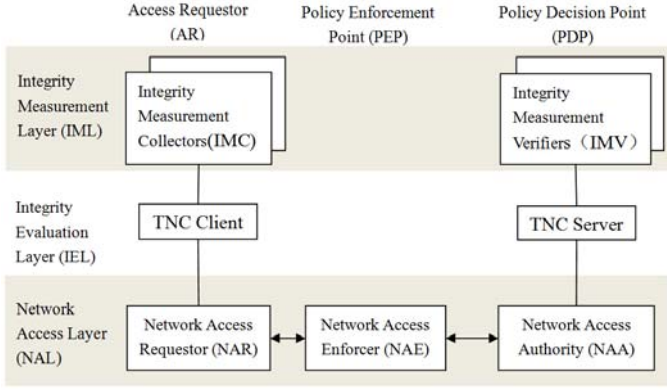 Access Requestor
(AR)
Policy Enforcement
Point (PEP)
Policy Decision Point
(PDP)
Integrity
Measurement
Layer (IML)
Integrity
Measurement
Collectors(IMC)
Integrity
Measurement
Verifiers（IMV）
Integrity
Evaluation
Layer (IEL)
TNC Client
TNC Server
Network
Access Layer
(NAL)
Network Access
Requestor (NAR)
Network Access
Enforcer (NAE)
Network Access
Authority (NAA)